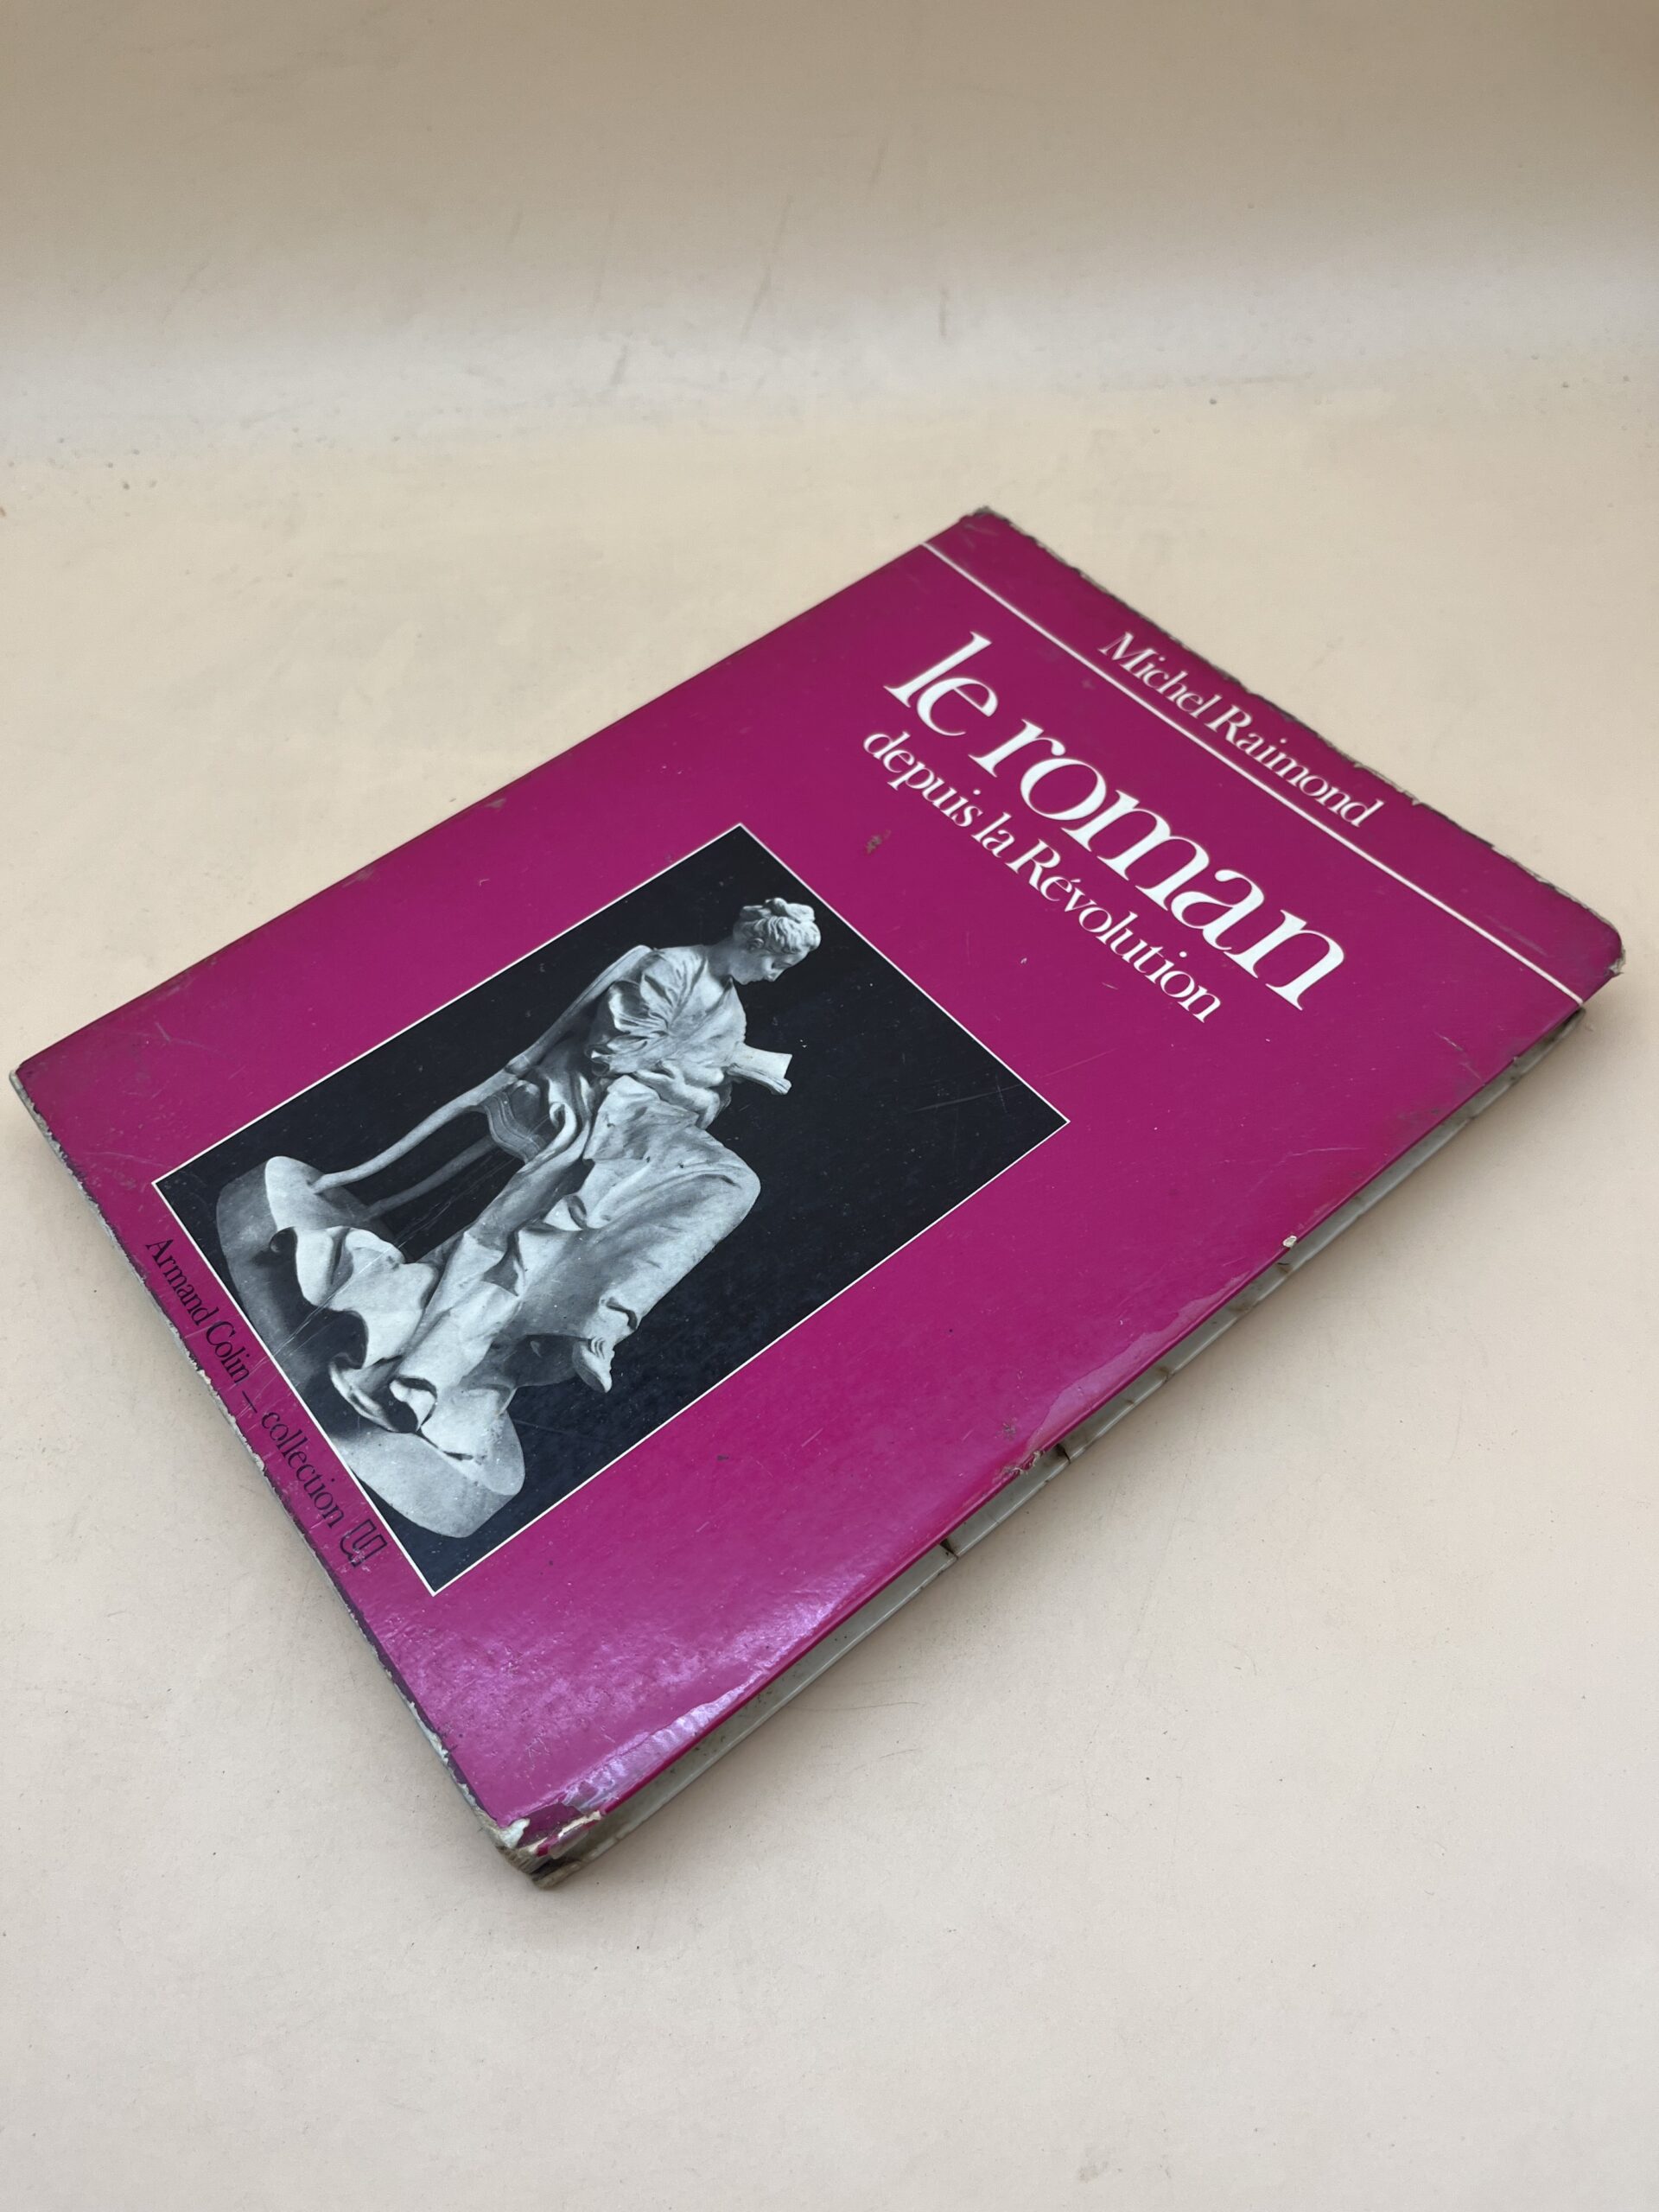 Michel Raimond
le roman
depuis la Révolution
Armand Colin — collection U